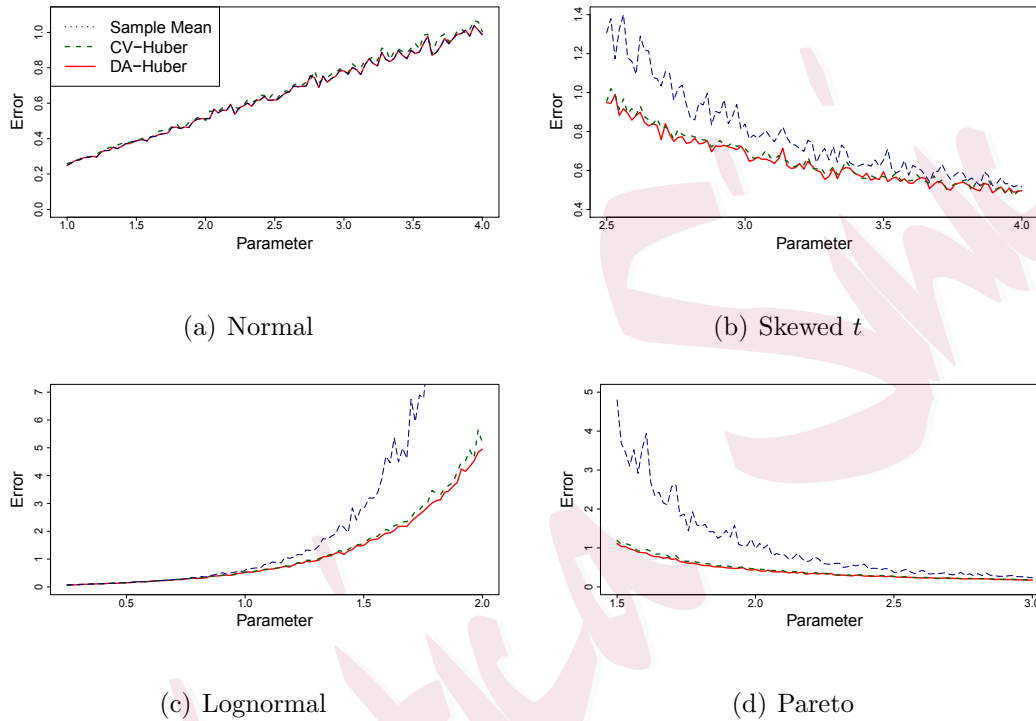 Sample Mean
CV−Huber
DA−Huber
Error
0.0 0.2 0.4 0.6 0.8 1.0
1.0 1.5 2.0 2.5 3.0 3.5 4.0
Parameter
(a) Normal
Error
0.4 0.6 0.8 1.0 1.2 1.4
2.5 3.0 3.5 4.0
Parameter
(b) Skewed t
Error
0 1 2 3 4 5 6 7
0.5 1.0 1.5 2.0
Parameter
(c) Lognormal
Error
0 1 2 3 4 5
1.5 2.0 2.5 3.0
Parameter
(d) Pareto